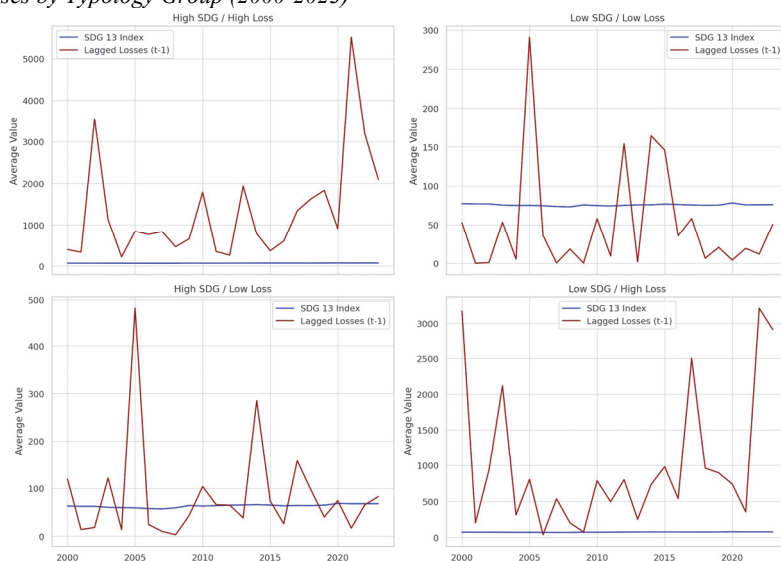 ses by Typology Group (2000-2023)
High SDG / High Loss
SDG 13 Index
Lagged Losses (t-1)
Average Value
5000
4000
3000
2000
1000
0
Low SDG / Low Loss
SDG 13 Index
Lagged Losses (t-1)
Average Value
300
250
200
150
100
50
0
High SDG / Low Loss
SDG 13 Index
Lagged Losses (t-1)
Average Value
500
400
300
200
100
0
2000
2005
2010
2015
2020
Low SDG / High Loss
SDG 13 Index
Lagged Losses (t-1)
Average Value
3000
2500
2000
1500
1000
500
0
2000
2005
2010
2015
2020